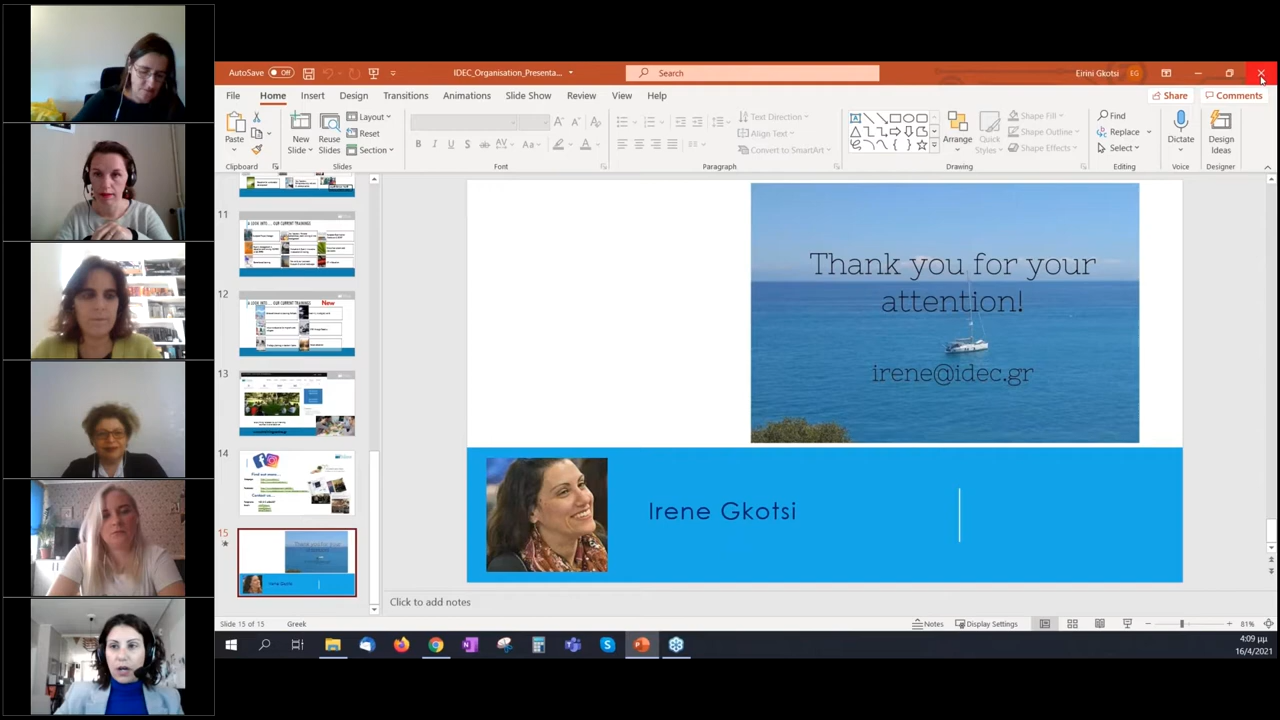 AutoSave Off
IDEC_Organisation_Presenta...
Search
Eirini Gkotsi EG
File Home Insert Design Transitions Animations Slide Show Review View Help
Share Comments
Paste
Clipboard
New Slide
Reuse Slides
Layout
Reset
Section
Slides
B I U S AV Aa
Font
Text Direction
Align Text
Convert to SmartArt
Paragraph
Arrange
Quick Styles
Shape Fill
Shape Outline
Shape Effects
Drawing
Find
Replace
Select
Editing
Dictate
Voice
Design Ideas
Designer
11
12
New
13
14
15
Thank you for your
attention!
irene@idec.gr
Irene Gkotsi
Click to add notes
Slide 15 of 15 Greek
Notes Display Settings 81%
4:09 μμ
16/4/2021